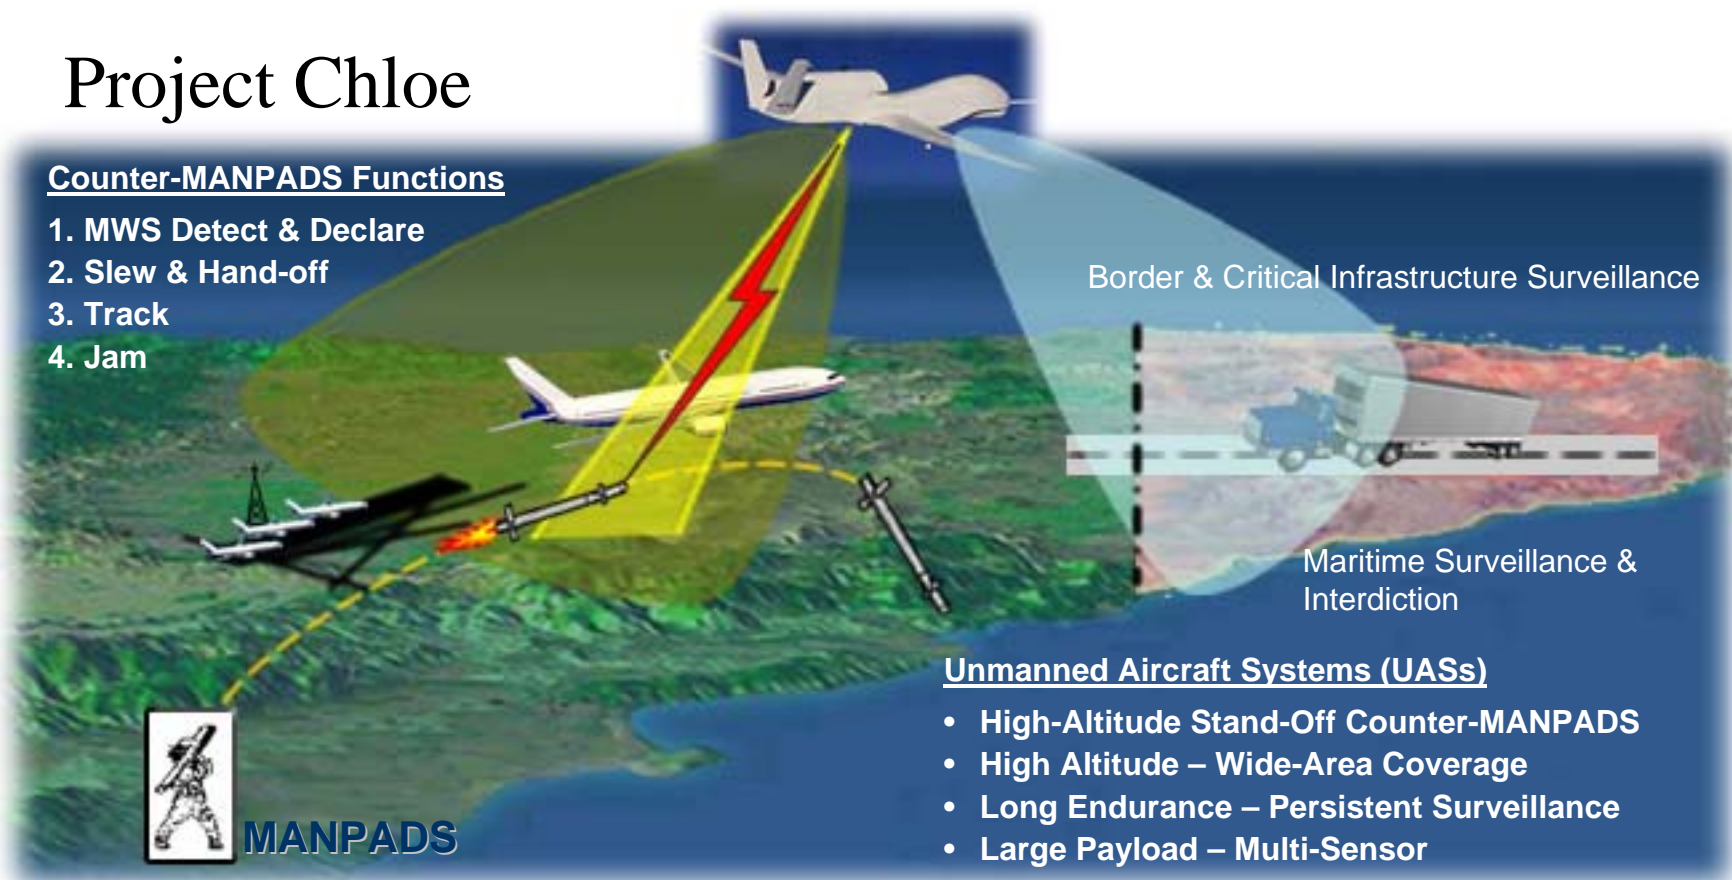 Project Chloe
Counter-MANPADS Functions
1. MWS Detect & Declare
2. Slew & Hand-off
3. Track
4. Jam
Border & Critical Infrastructure Surveillance
Maritime Surveillance &
Interdiction
Unmanned Aircraft Systems (UASs)
• High-Altitude Stand-Off Counter-MANPADS
• High Altitude – Wide-Area Coverage
• Long Endurance – Persistent Surveillance
• Large Payload – Multi-Sensor
MANPADS